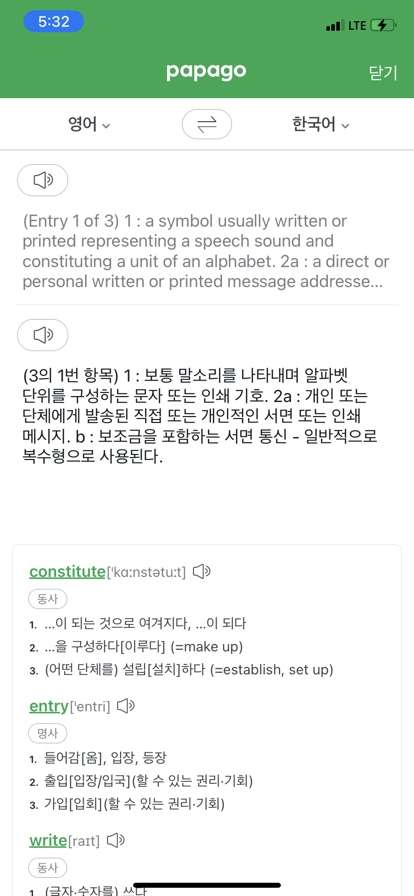 5:32
LTE
papago
닫기
영어
한국어
(Entry 1 of 3) 1 : a symbol usually written or
printed representing a speech sound and
constituting a unit of an alphabet. 2a : a direct or
personal written or printed message addresse...
(3의 1번 항목) 1 : 보통 말소리를 나타내며 알파벳
단위를 구성하는 문자 또는 인쇄 기호. 2a : 개인 또는
단체에게 발송된 직접 또는 개인적인 서면 또는 인쇄
메시지. b : 보조금을 포함하는 서면 통신 - 일반적으로
복수형으로 사용된다.
constitute['kɑ:nstətu:t]
동사
1. ...이 되는 것으로 여겨지다, ...이 되다
2. ...을 구성하다[이루다] (=make up)
3. (어떤 단체를) 설립[설치]하다 (=establish, set up)
entry['entri]
명사
1. 들어감[옴], 입장, 등장
2. 출입[입장/입국](할 수 있는 권리·기회)
3. 가입[입회](할 수 있는 권리·기회)
write[raɪt]
동사
1. (글자·숫자를) 쓰다